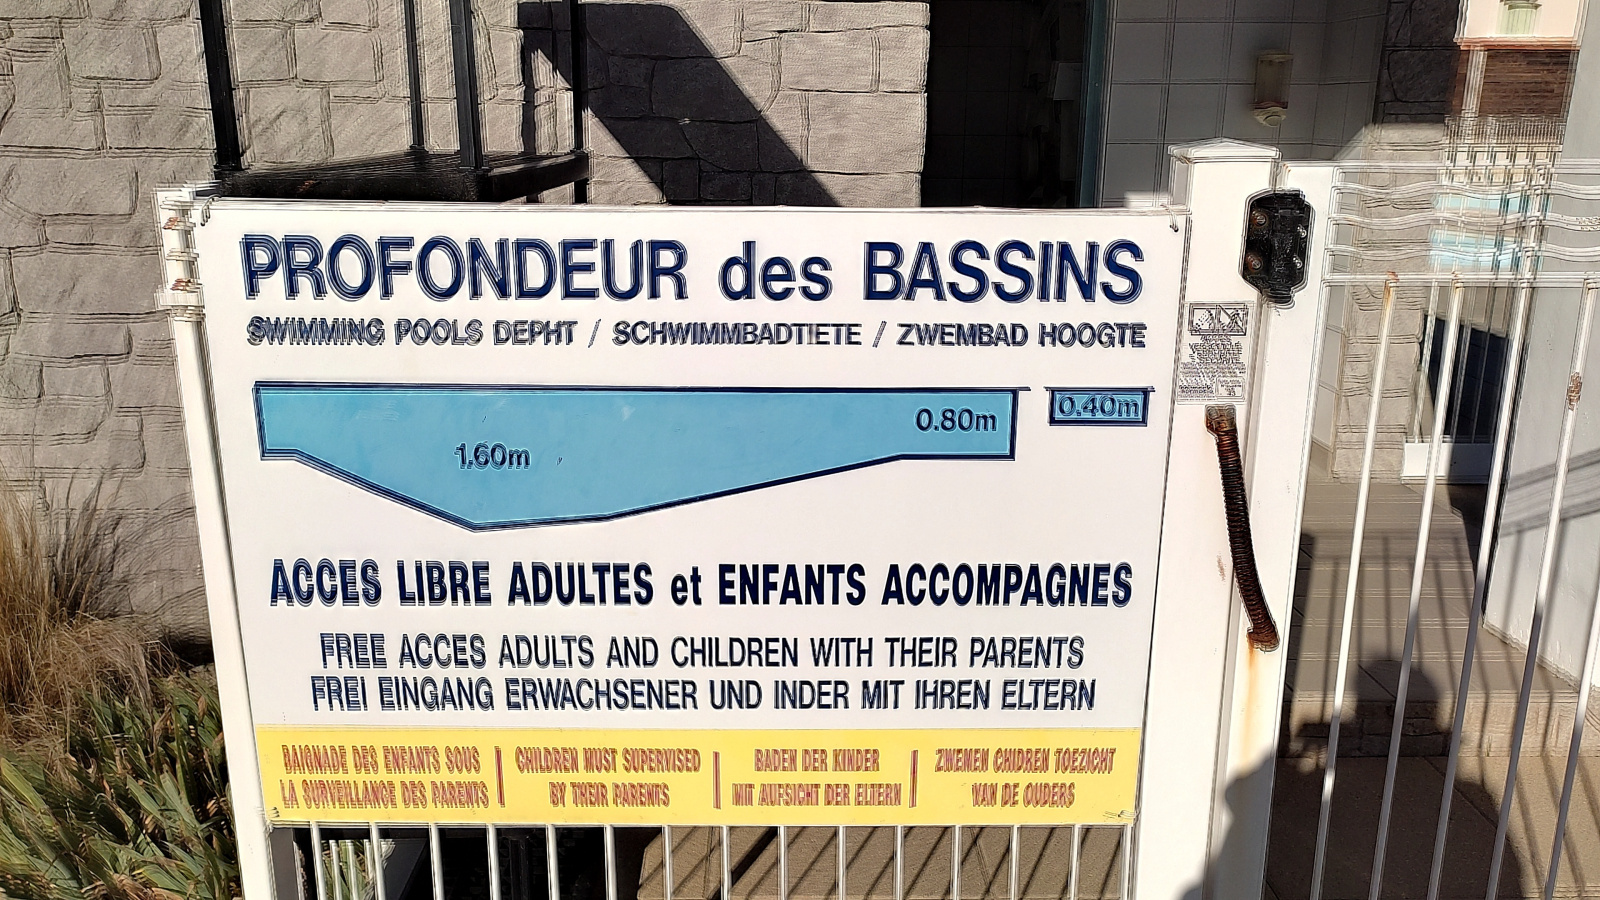 PROFONDEUR des BASSINS
SWIMMING POOLS DEPHT / SCHWIMMBADTIETE / ZWEMBAD HOOGTE
1.60m
0.80m
0.40m
ACCES LIBRE ADULTES et ENFANTS ACCOMPAGNES
FREE ACCES ADULTS AND CHILDREN WITH THEIR PARENTS
FREI EINGANG ERWACHSENER UND INDER MIT IHREN ELTERN
BAIGNADE DES ENFANTS SOUS
LA SURVEILLANCE DES PARENTS
CHILDREN MUST SUPERVISED
BY THEIR PARENTS
BADEN DER KINDER
MIT AUFSICHT DER ELTERN
ZWEMEN CHIDREN TOEZICHT
VAN DE OUDERS